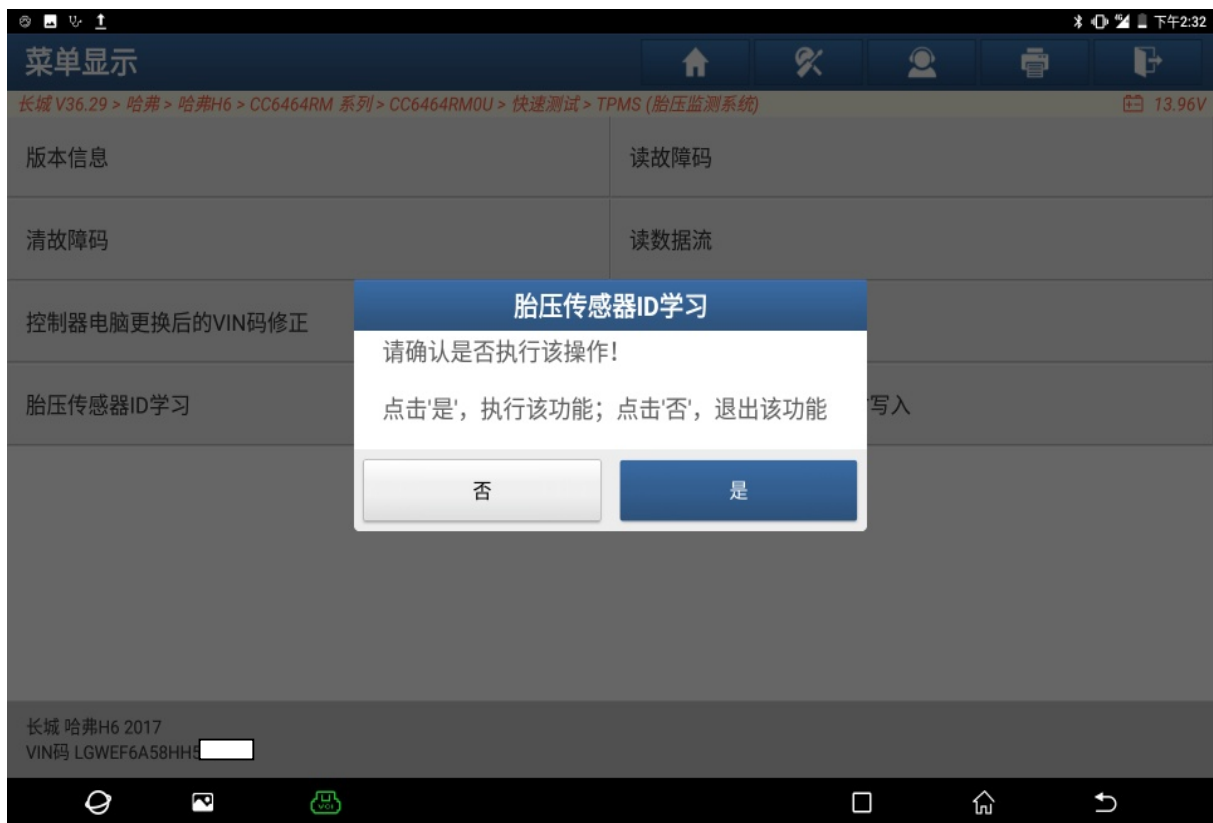 下午2:32
菜单显示
长城 V36.29 > 哈弗 > 哈弗H6 > CC6464RM 系列 > CC6464RM0U > 快速测试 > TPMS (胎压监测系统) 13.96V
版本信息 读故障码
清故障码 读数据流
胎压传感器ID学习
控制器电脑更换后的VIN码修正
请确认是否执行该操作!
点击'是'，执行该功能；点击'否'，退出该功能
胎压传感器ID学习 写入
否 是
长城 哈弗H6 2017
VIN码 LGWEF6A58HH5
VCI